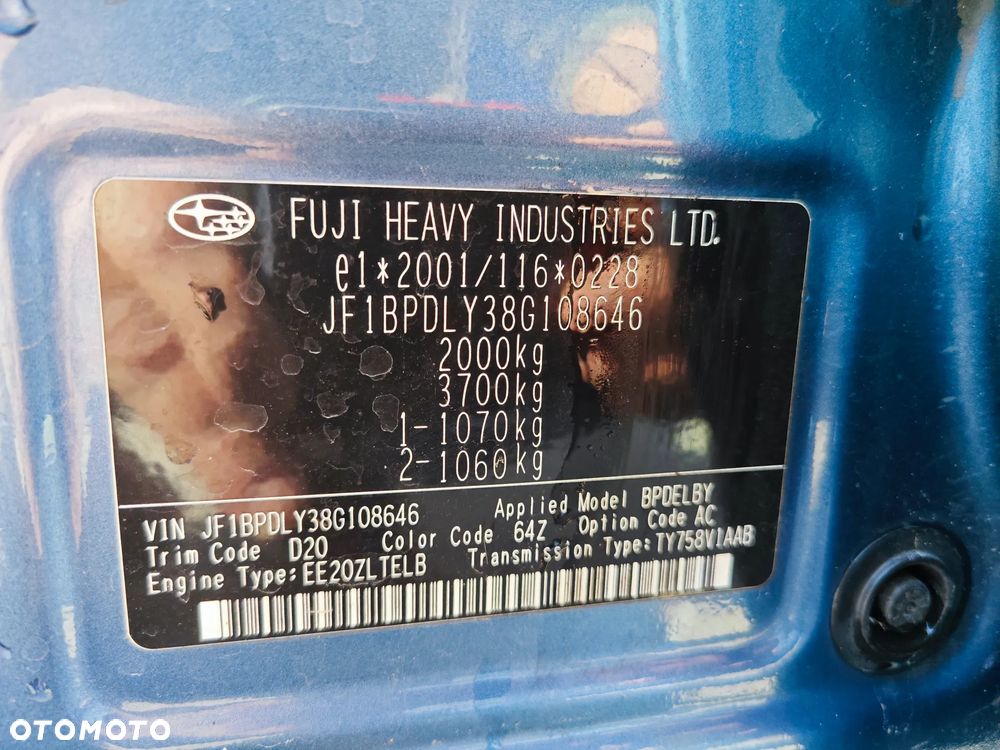 FUJI HEAVY INDUSTRIES LTD.
e1*2001/116*0228
JF1BPDLY38G108646
2000kg
3700kg
1-1070kg
2-1060kg
VIN JF1BPDLY38G108646 Applied Model BPDELBY
Trim Code D20 Color Code 64Z Option Code AC
Engine Type: EE20ZLTELB Transmission Type: TY758V1AAB
OTOMOTO